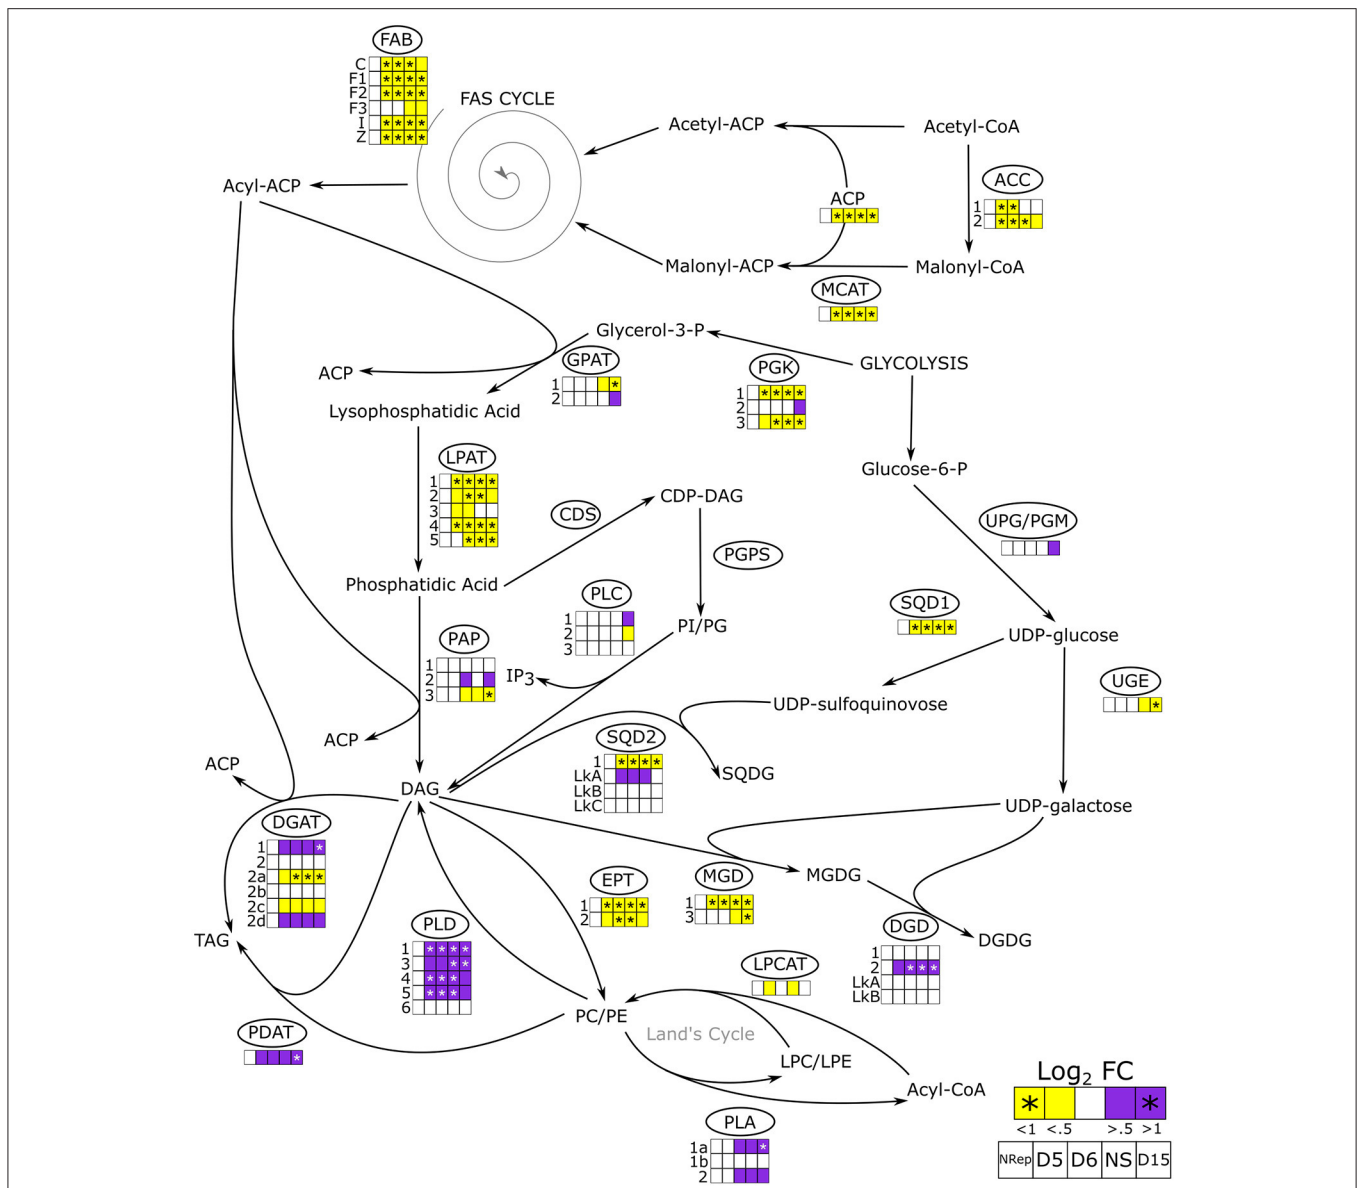 FAB
C ***
F1 ****
F2 ****
F3
I ****
Z ****
FAS CYCLE
Acetyl-ACP
Acetyl-CoA
ACC
1 **
2 ***
Acyl-ACP
ACP
****
Malonyl-ACP
Malonyl-CoA
MCAT
****
Glycerol-3-P
GLYCOLYSIS
GPAT
1 *
2
PGK
1 ****
2
3 ***
ACP
Lysophosphatidic Acid
LPAT
1 ****
2 **
3
4 ****
5 ***
Glucose-6-P
CDP-DAG
CDS
UPG/PGM
PGPS
Phosphatidic Acid
PLC
1
2
3
SQD1
****
PI/PG
UDP-glucose
PAP
1
2
3 *
IP3
UGE
*
UDP-sulfoquinovose
ACP
SQD2
1 ****
LkA
LkB
LkC
SQDG
ACP
DAG
UDP-galactose
DGAT
1 *
2
2a ***
2b
2c
2d
EPT
1 ****
2 **
MGD
1 ****
3 *
MGDG
PLD
1 ****
3 **
4 ***
5 ***
6
DGD
1
2 ***
LkA
LkB
TAG
DGDG
LPCAT
PC/PE
PDAT
*
Land's Cycle
LPC/LPE
Acyl-CoA
PLA
1a *
1b
2
Log2 FC
* *
<1 <.5 >.5 >1
NRep D5 D6 NS D15